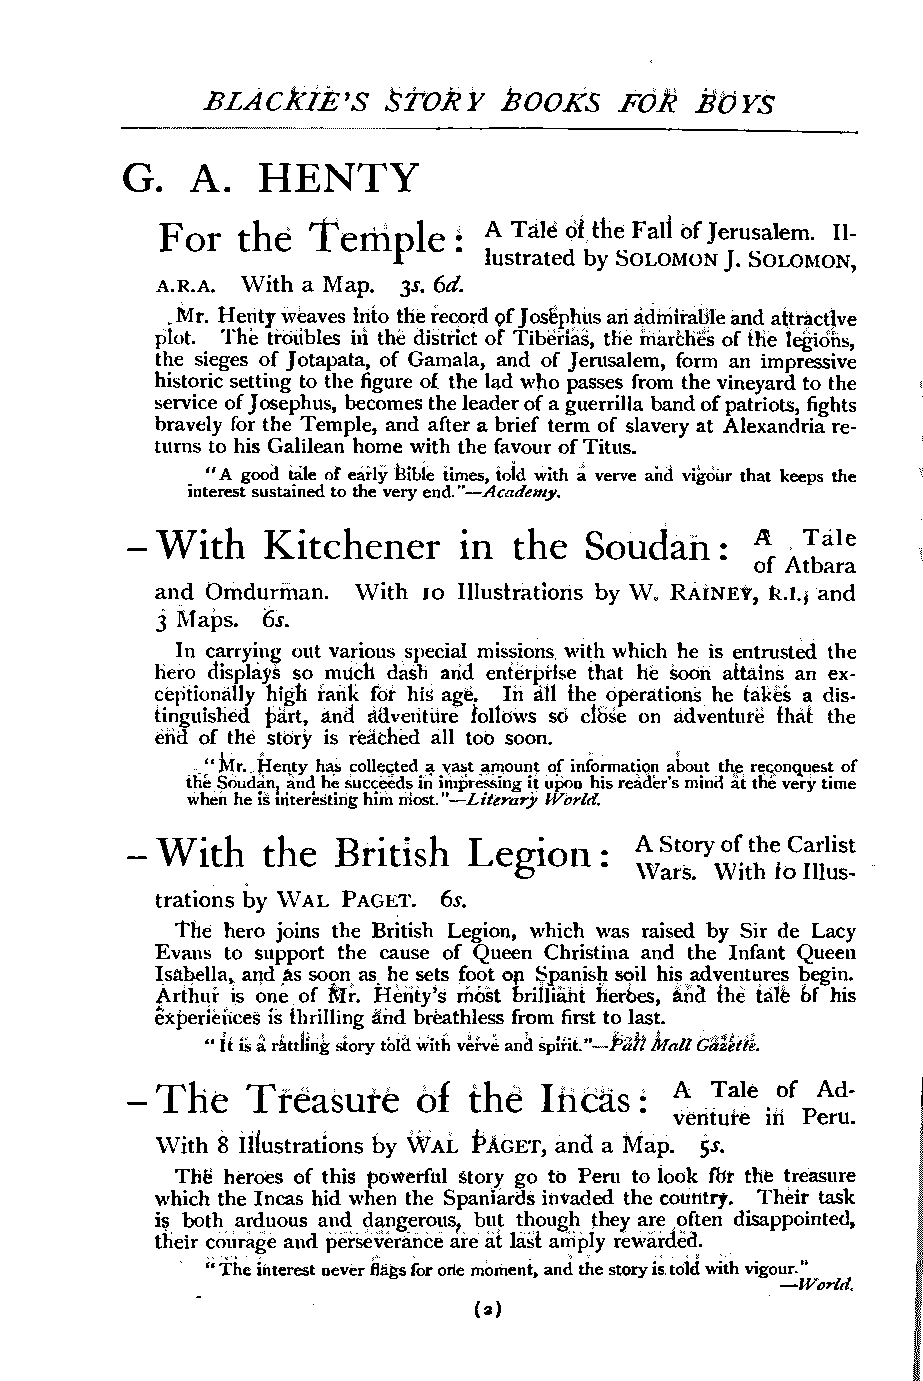 BLACKIE'S STORY BOOKS FOR BOYS
G. A. HENTY
For the Temple: A Tale of the Fall of Jerusalem. Il-
lustrated by SOLOMON J. SOLOMON,
A.R.A. With a Map. 3s. 6d.
Mr. Henty weaves into the record of Josephus an admirable and attractive
plot. The troubles in the district of Tiberias, the marches of the legions,
the sieges of Jotapata, of Gamala, and of Jerusalem, form an impressive
historic setting to the figure of the lad who passes from the vineyard to the
service of Josephus, becomes the leader of a guerrilla band of patriots, fights
bravely for the Temple, and after a brief term of slavery at Alexandria re-
turns to his Galilean home with the favour of Titus.
"A good tale of early Bible times, told with a verve and vigour that keeps the
interest sustained to the very end."—Academy.
– With Kitchener in the Soudan: A Tale
of Atbara
and Omdurman. With 10 Illustrations by W. RAINEY, R.I., and
3 Maps. 6s.
In carrying out various special missions with which he is entrusted the
hero displays so much dash and enterprise that he soon attains an ex-
ceptionally high rank for his age. In all the operations he takes a dis-
tinguished part, and adventure follows so close on adventure that the
end of the story is reached all too soon.
"Mr. Henty has collected a vast amount of information about the reconquest of
the Soudan, and he succeeds in impressing it upon his reader's mind at the very time
when he is interesting him most."—Literary World.
– With the British Legion: A Story of the Carlist
Wars. With 10 Illus-
trations by WAL PAGET. 6s.
The hero joins the British Legion, which was raised by Sir de Lacy
Evans to support the cause of Queen Christina and the Infant Queen
Isabella, and as soon as he sets foot on Spanish soil his adventures begin.
Arthur is one of Mr. Henty's most brilliant heroes, and the tale of his
experiences is thrilling and breathless from first to last.
"It is a rattling story told with verve and spirit."—Pall Mall Gazette.
– The Treasure of the Incas: A Tale of Ad-
venture in Peru.
With 8 Illustrations by WAL PAGET, and a Map. 5s.
The heroes of this powerful story go to Peru to look for the treasure
which the Incas hid when the Spaniards invaded the country. Their task
is both arduous and dangerous, but though they are often disappointed,
their courage and perseverance are at last amply rewarded.
"The interest never flags for one moment, and the story is told with vigour."
—World.
(2)